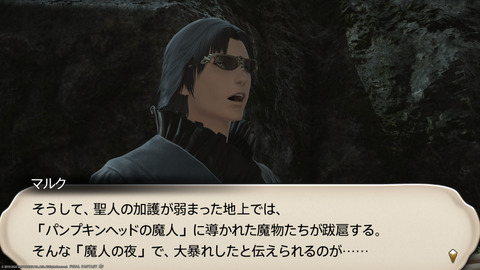 マルク
そうして、聖人の加護が弱まった地上では、
「パンプキンヘッドの魔人」に導かれた魔物たちが跋扈する。
そんな「魔人の夜」で、大暴れしたと伝えられるのが……